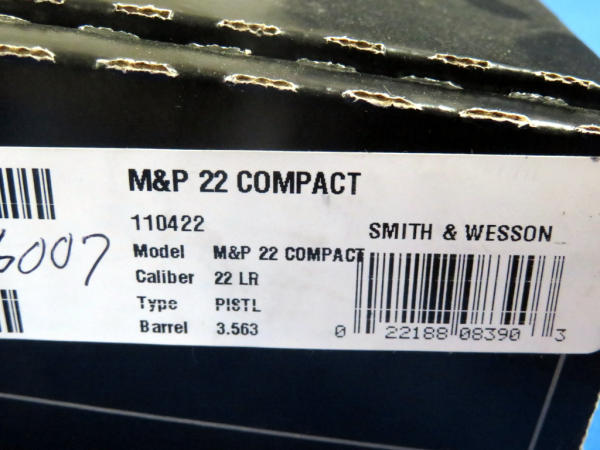 M&P 22 COMPACT
110422
SMITH & WESSON
Model M&P 22 COMPACT
Caliber 22 LR
Type PISTL
Barrel 3.563
0 22188 08390 3
6007